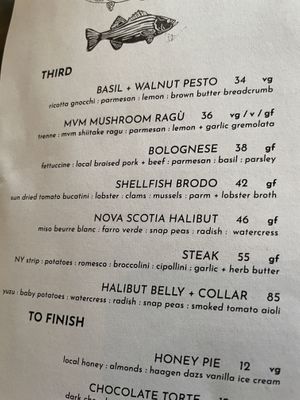 THIRD
BASIL + WALNUT PESTO 34 vg
ricotta gnocchi : parmesan : lemon : brown butter breadcrumb
MVM MUSHROOM RAGÙ 36 vg / v / gf
trenne : mvm shiitake ragu : parmesan : lemon + garlic gremolata
BOLOGNESE 38 gf
fettuccine : local braised pork + beef : parmesan : basil : parsley
SHELLFISH BRODO 42 gf
sun dried tomato bucatini : lobster : clams : mussels : parm + lobster broth
NOVA SCOTIA HALIBUT 46 gf
miso beurre blanc : farro verde : snap peas : radish : watercress
STEAK 55 gf
NY strip : potatoes : romesco : broccolini : cipollini : garlic + herb butter
HALIBUT BELLY + COLLAR 85
yuzu : baby potatoes : watercress : radish : snap peas : smoked tomato aioli
TO FINISH
HONEY PIE 12 vg
local honey : almonds : haagen dazs vanilla ice cream
CHOCOLATE TORTE